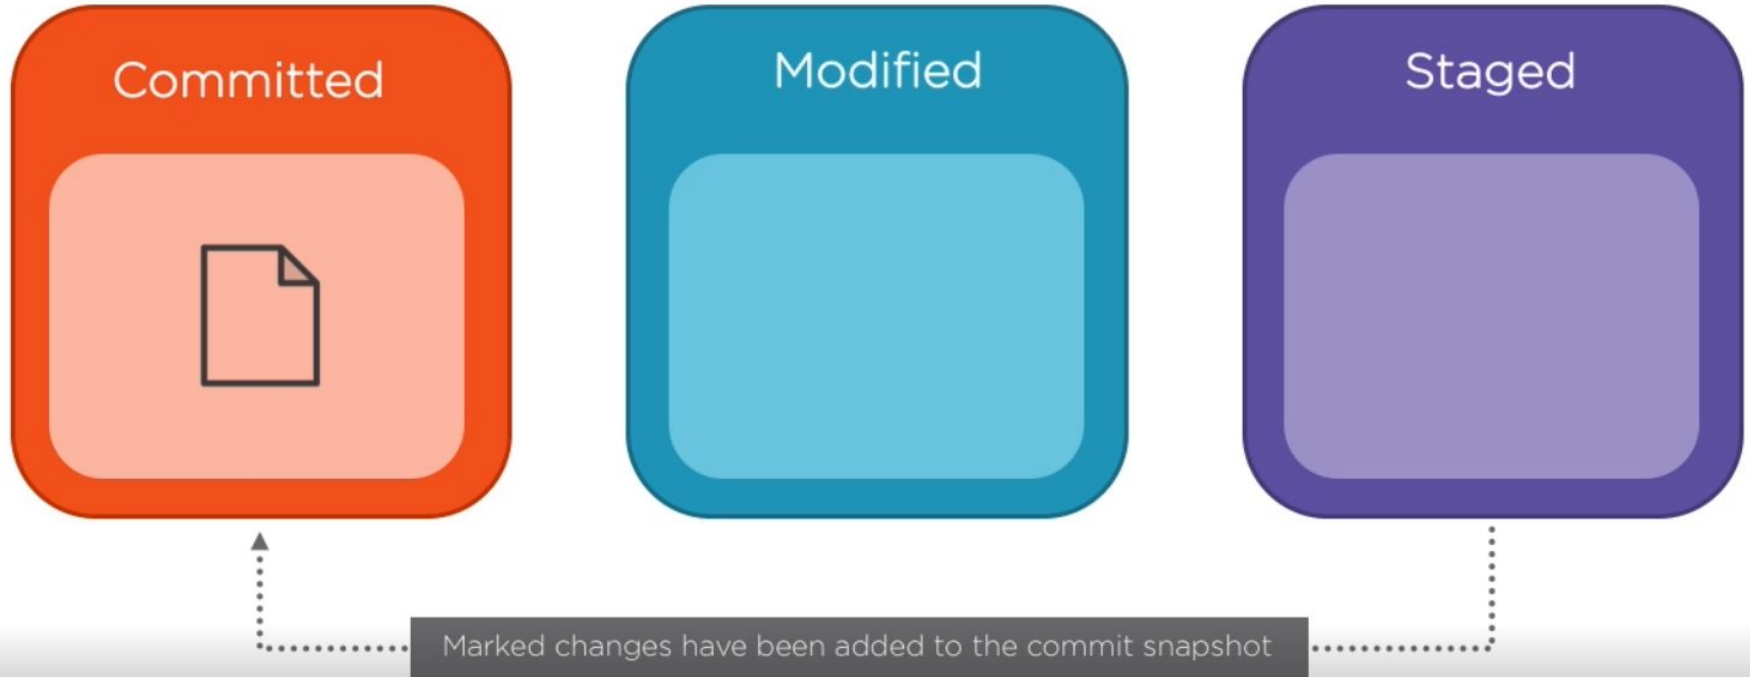 Committed
Modified
Staged
Marked changes have been added to the commit snapshot